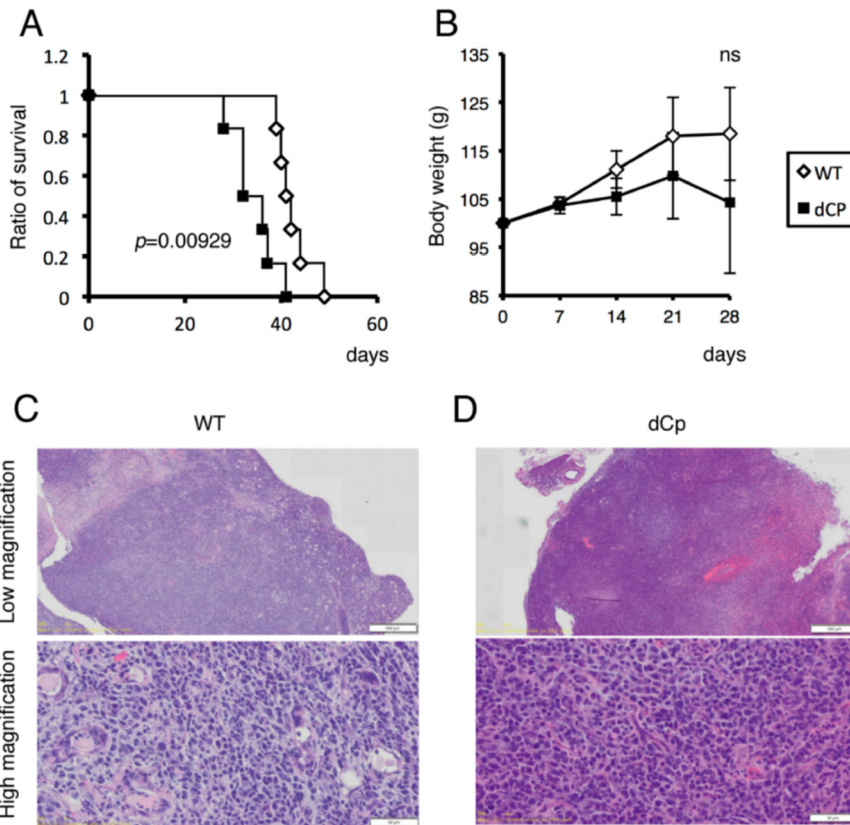 A
1.2
1
0.8
0.6
0.4
0.2
0
Ratio of survival
p=0.00929
0 20 40 60
days
B
135
125
115
105
95
85
Body weight (g)
ns
0 7 14 21 28
days
WT
dCP
C
WT
D
dCp
Low magnification
High magnification